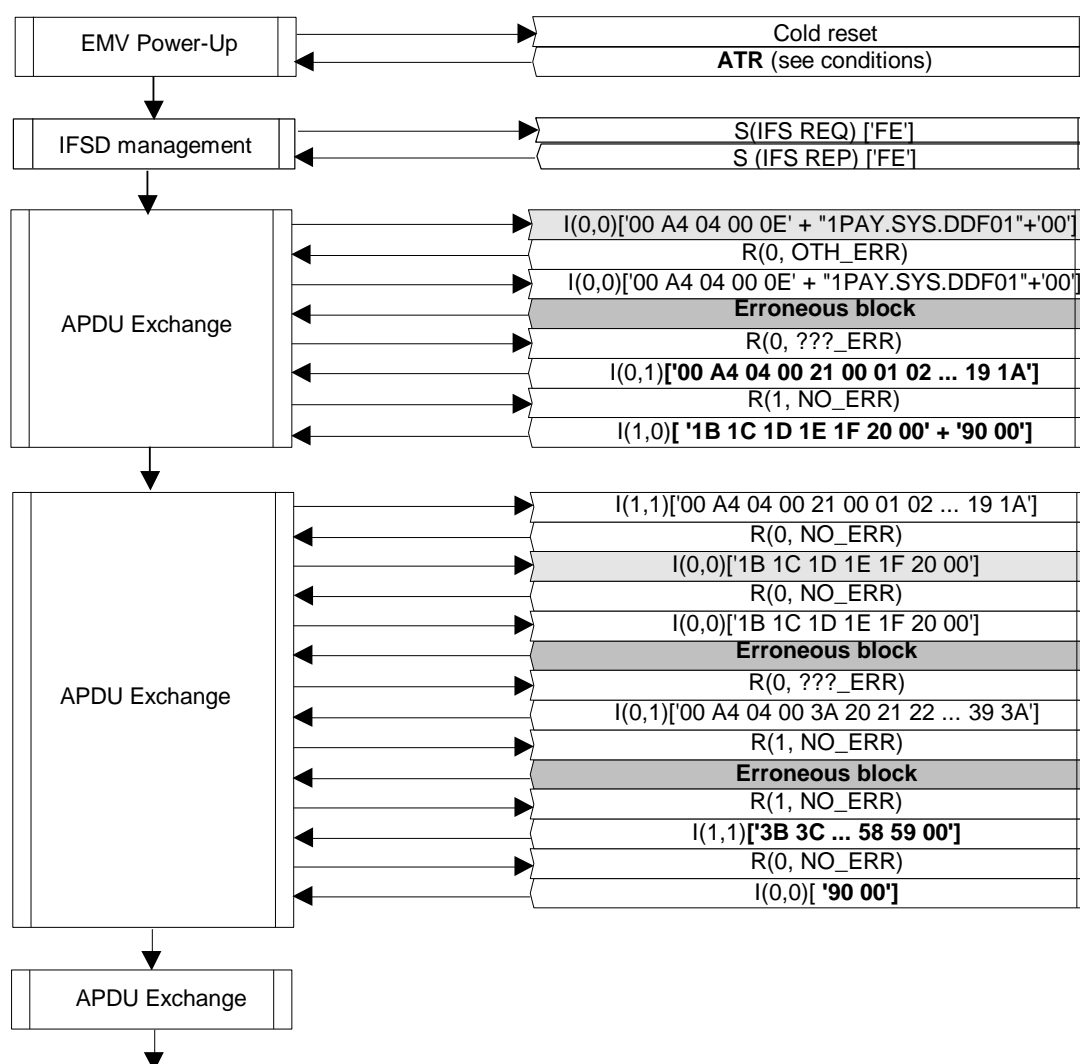 EMV Power-Up
Cold reset
ATR (see conditions)
IFSD management
S(IFS REQ) ['FE']
S (IFS REP) ['FE']
APDU Exchange
I(0,0)['00 A4 04 00 0E' + "1PAY.SYS.DDF01"+'00']
R(0, OTH_ERR)
I(0,0)['00 A4 04 00 0E' + "1PAY.SYS.DDF01"+'00']
Erroneous block
R(0, ???_ERR)
I(0,1)['00 A4 04 00 21 00 01 02 ... 19 1A']
R(1, NO_ERR)
I(1,0)[ '1B 1C 1D 1E 1F 20 00' + '90 00']
APDU Exchange
I(1,1)['00 A4 04 00 21 00 01 02 ... 19 1A']
R(0, NO_ERR)
I(0,0)['1B 1C 1D 1E 1F 20 00']
R(0, NO_ERR)
I(0,0)['1B 1C 1D 1E 1F 20 00']
Erroneous block
R(0, ???_ERR)
I(0,1)['00 A4 04 00 3A 20 21 22 ... 39 3A']
R(1, NO_ERR)
Erroneous block
R(1, NO_ERR)
I(1,1)['3B 3C ... 58 59 00']
R(0, NO_ERR)
I(0,0)[ '90 00']
APDU Exchange